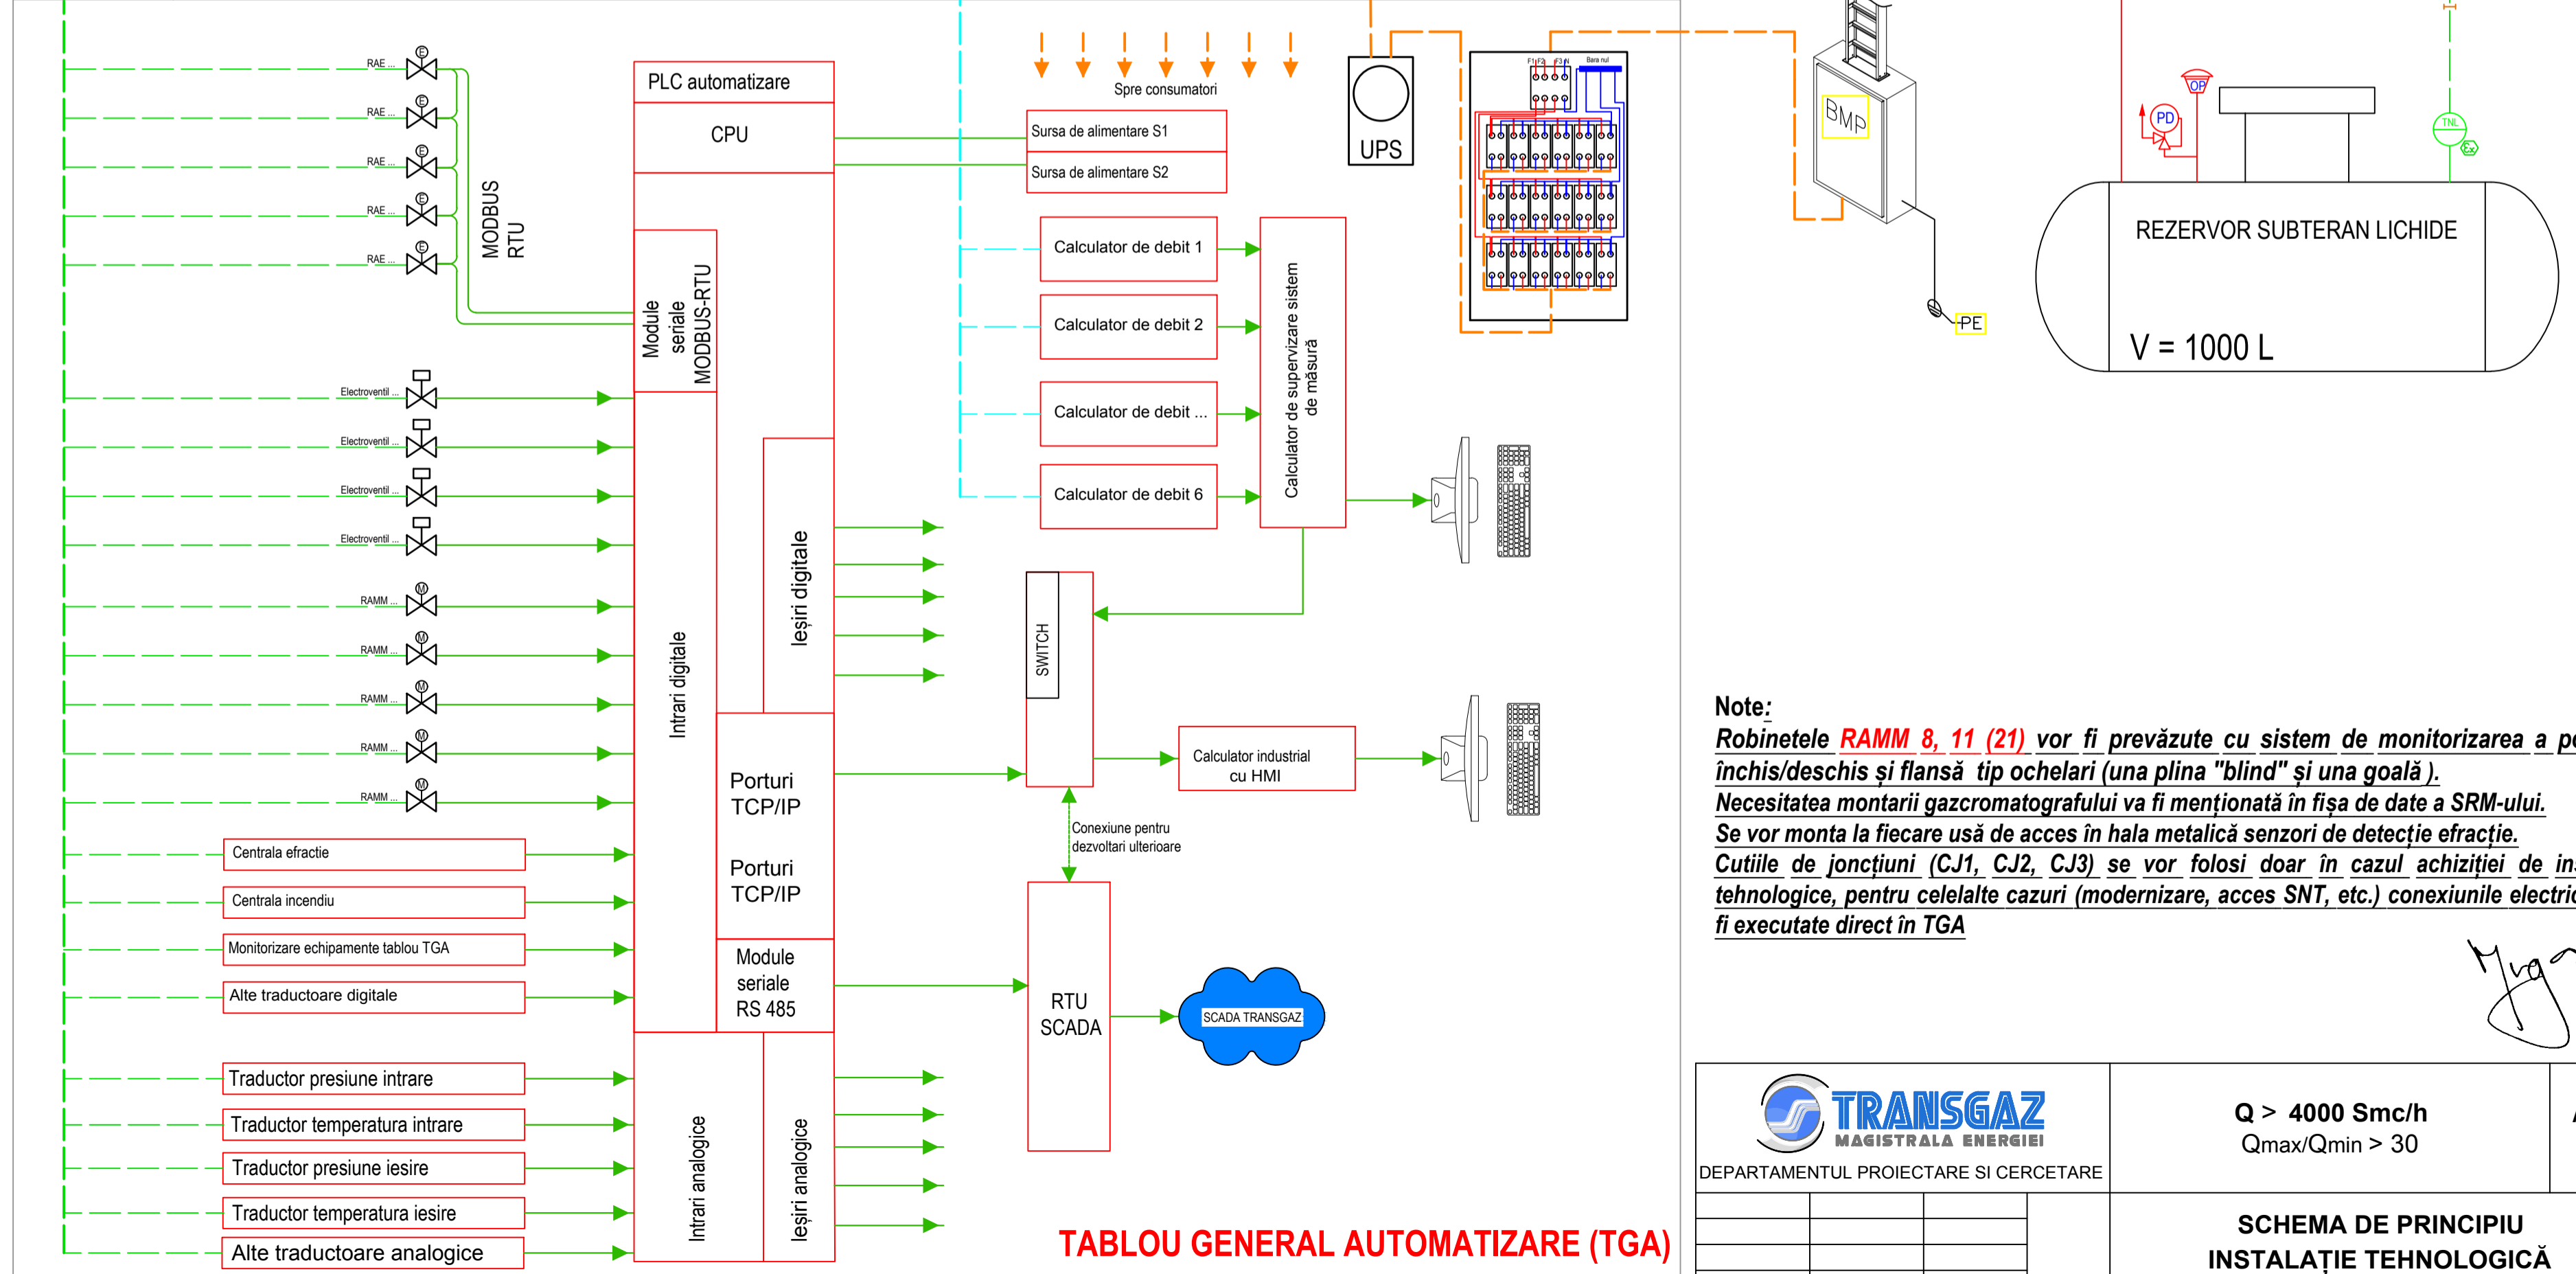 RAE ...
RAE ...
RAE ...
RAE ...
RAE ...
E
E
E
E
E
MODBUS
RTU
Electroventil ...
Electroventil ...
Electroventil ...
Electroventil ...
RAMM ...
RAMM ...
RAMM ...
RAMM ...
RAMM ...
M
M
M
M
M
Centrala efractie
Centrala incendiu
Monitorizare echipamente tablou TGA
Alte traductoare digitale
Traductor presiune intrare
Traductor temperatura intrare
Traductor presiune iesire
Traductor temperatura iesire
Alte traductoare analogice
PLC automatizare
CPU
Module
seriale
MODBUS-RTU
Intrari digitale
Ieșiri digitale
Porturi
TCP/IP
Porturi
TCP/IP
Module
seriale
RS 485
Intrari analogice
Ieșiri analogice
Spre consumatori
Sursa de alimentare S1
Sursa de alimentare S2
Calculator de debit 1
Calculator de debit 2
Calculator de debit ...
Calculator de debit 6
Calculator de supervizare sistem
de măsură
SWITCH
Calculator industrial
cu HMI
Conexiune pentru
dezvoltari ulterioare
RTU
SCADA
SCADA TRANSGAZ
TABLOU GENERAL AUTOMATIZARE (TGA)
UPS
F1 F2 F3 N
Bara nul
BMP
PE
PD
OP
TNL
Ex
REZERVOR SUBTERAN LICHIDE
V = 1000 L
Note:
Robinetele RAMM 8, 11 (21) vor fi prevăzute cu sistem de monitorizarea a
închis/deschis și flansă tip ochelari (una plina "blind" și una goală ).
Necesitatea montarii gazcromatografului va fi menționată în fișa de date a SRM-ului.
Se vor monta la fiecare usă de acces în hala metalică senzori de detecție efracție.
Cutiile de joncțiuni (CJ1, CJ2, CJ3) se vor folosi doar în cazul achiziției de
tehnologice, pentru celelalte cazuri (modernizare, acces SNT, etc.) conexiunile
fi executate direct în TGA
TRANSGAZ
MAGISTRALA ENERGIEI
DEPARTAMENTUL PROIECTARE SI CERCETARE
Q > 4000 Smc/h
Qmax/Qmin > 30
SCHEMA DE PRINCIPIU
INSTALAȚIE TEHNOLOGICĂ